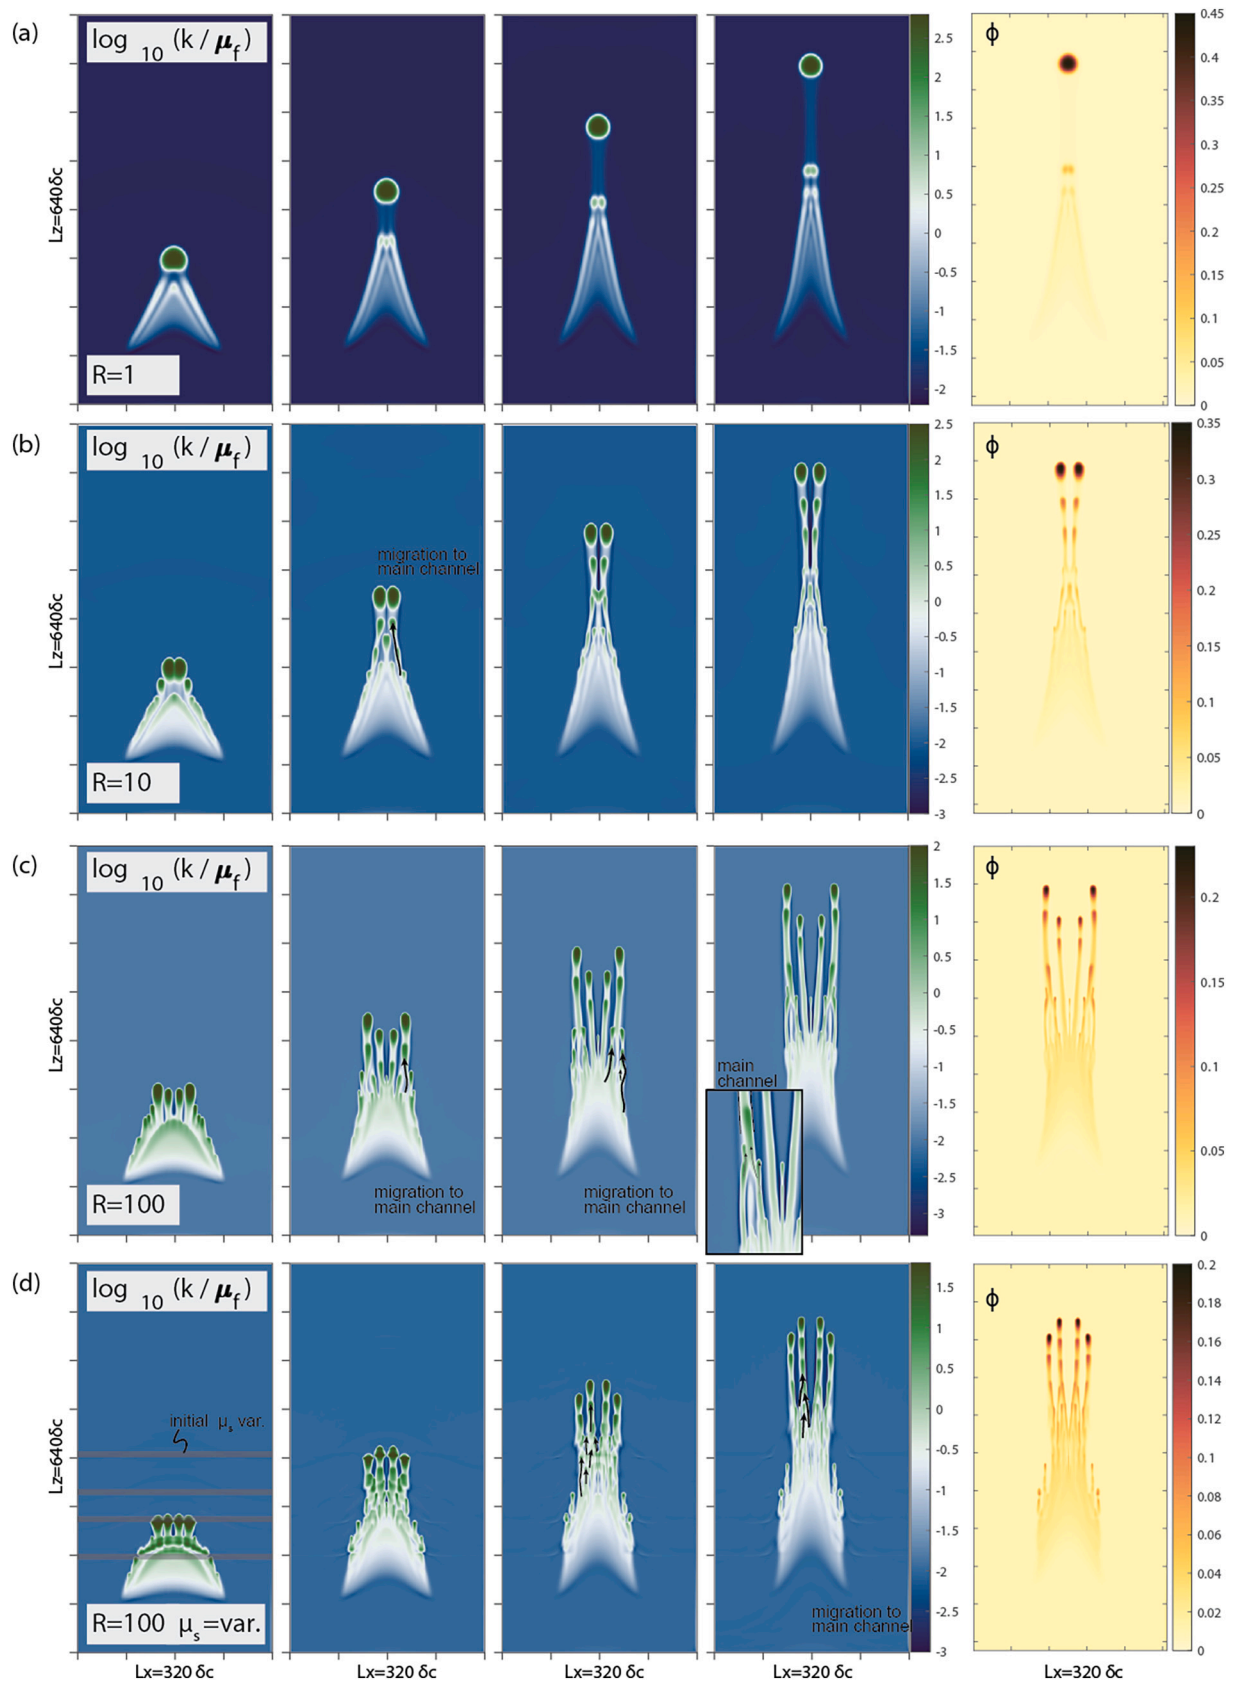 (a)
log 10 (k / μf)
ϕ
R=1
Lz=640δc
2.5
2
1.5
1
0.5
0
-0.5
-1
-1.5
-2
0.45
0.4
0.35
0.3
0.25
0.2
0.15
0.1
0.05
0
(b)
log 10 (k / μf)
ϕ
migration to
main channel
R=10
Lz=640δc
2.5
2
1.5
1
0.5
0
-0.5
-1
-1.5
-2
-2.5
-3
0.35
0.3
0.25
0.2
0.15
0.1
0.05
0
(c)
log 10 (k / μf)
ϕ
R=100
Lz=640δc
migration to
main channel
migration to
main channel
main
channel
2
1.5
1
0.5
0
-0.5
-1
-1.5
-2
-2.5
-3
0.2
0.15
0.1
0.05
0
(d)
log 10 (k / μf)
ϕ
initial μs var.
R=100 μs=var.
Lz=640δc
migration to
main channel
1.5
1
0.5
0
-0.5
-1
-1.5
-2
-2.5
-3
0.2
0.18
0.16
0.14
0.12
0.1
0.08
0.06
0.04
0.02
0
Lx=320 δc
Lx=320 δc
Lx=320 δc
Lx=320 δc
Lx=320 δc